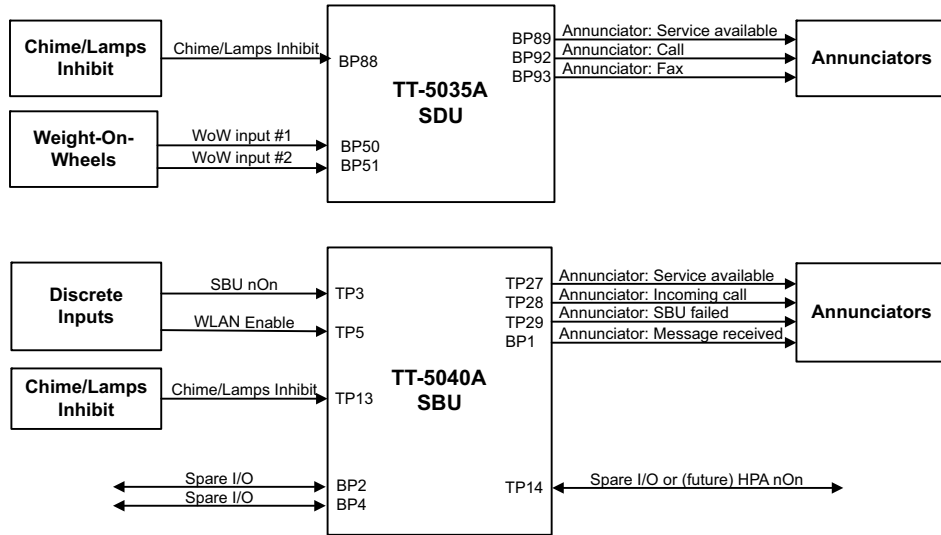 Chime/Lamps
Inhibit
Chime/Lamps Inhibit
BP88
TT-5035A
SDU
BP89
Annunciator: Service available
BP92
Annunciator: Call
BP93
Annunciator: Fax
Annunciators
Weight-On-
Wheels
WoW input #1
BP50
WoW input #2
BP51
Discrete
Inputs
SBU nOn
TP3
WLAN Enable
TP5
TP27
Annunciator: Service available
TP28
Annunciator: Incoming call
TP29
Annunciator: SBU failed
BP1
Annunciator: Message received
Annunciators
Chime/Lamps
Inhibit
Chime/Lamps Inhibit
TP13
TT-5040A
SBU
Spare I/O
BP2
Spare I/O
BP4
TP14
Spare I/O or (future) HPA nOn